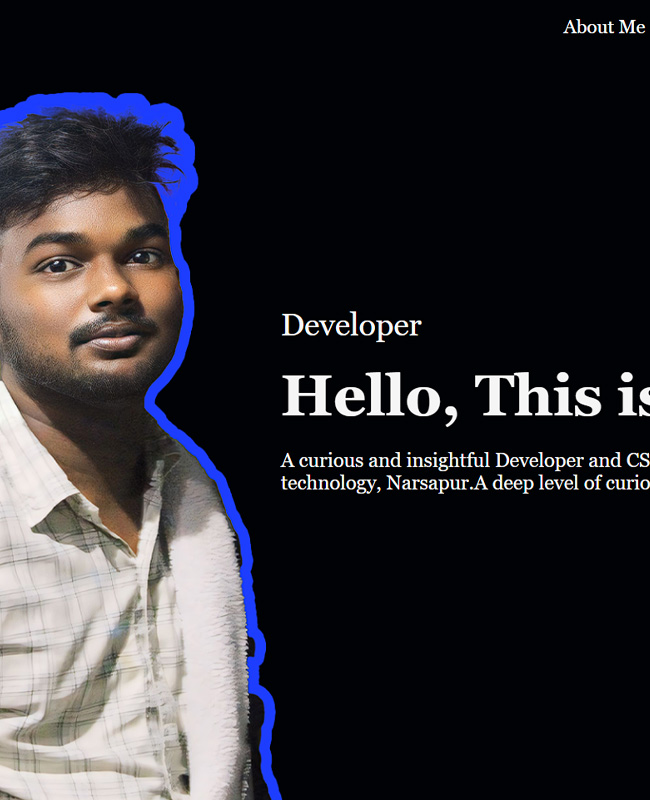 About Me
Developer
Hello, This is
A curious and insightful Developer and CS
technology, Narsapur.A deep level of curio